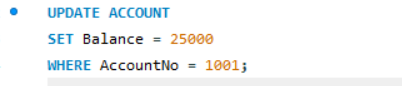 UPDATE ACCOUNT
SET Balance = 25000
WHERE AccountNo = 1001;